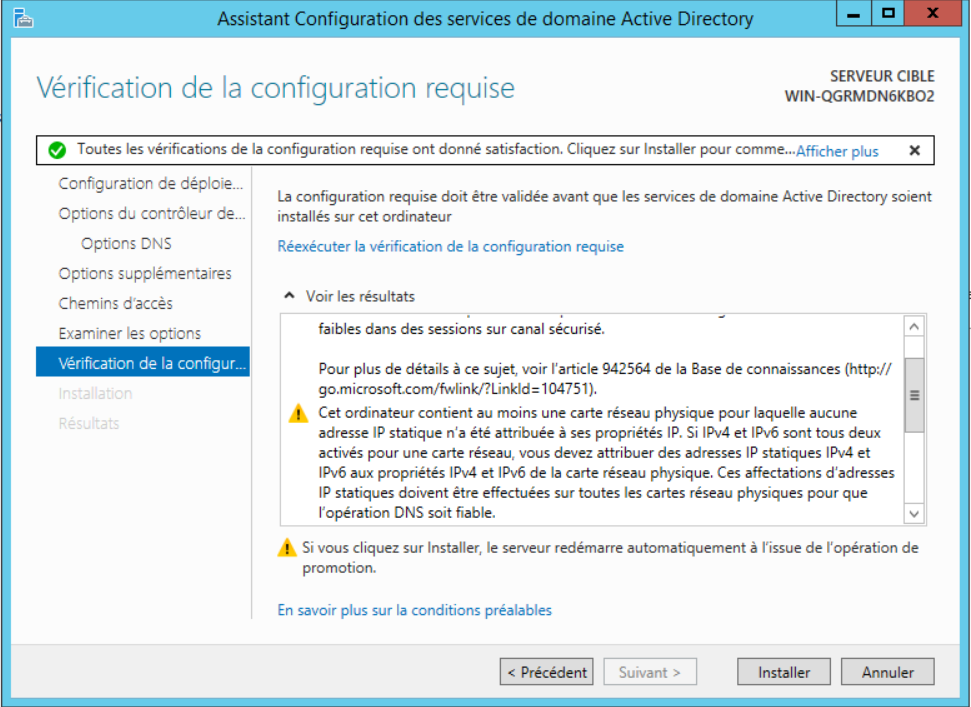 Assistant Configuration des services de domaine Active Directory
Vérification de la configuration requise
SERVEUR CIBLE
WIN-QGRMDN6KBO2
Toutes les vérifications de la configuration requise ont donné satisfaction. Cliquez sur Installer pour comme... Afficher plus
Configuration de déploie...
Options du contrôleur de...
Options DNS
Options supplémentaires
Chemins d'accès
Examiner les options
Vérification de la configur...
Installation
Résultats
La configuration requise doit être validée avant que les services de domaine Active Directory soient
installés sur cet ordinateur
Réexécuter la vérification de la configuration requise
Voir les résultats
faibles dans des sessions sur canal sécurisé.
Pour plus de détails à ce sujet, voir l'article 942564 de la Base de connaissances (http://
go.microsoft.com/fwlink/?LinkId=104751).
Cet ordinateur contient au moins une carte réseau physique pour laquelle aucune
adresse IP statique n'a été attribuée à ses propriétés IP. Si IPv4 et IPv6 sont tous deux
activés pour une carte réseau, vous devez attribuer des adresses IP statiques IPv4 et
IPv6 aux propriétés IPv4 et IPv6 de la carte réseau physique. Ces affectations d'adresses
IP statiques doivent être effectuées sur toutes les cartes réseau physiques pour que
l'opération DNS soit fiable.
Si vous cliquez sur Installer, le serveur redémarre automatiquement à l'issue de l'opération de
promotion.
En savoir plus sur la conditions préalables
< Précédent
Suivant >
Installer
Annuler